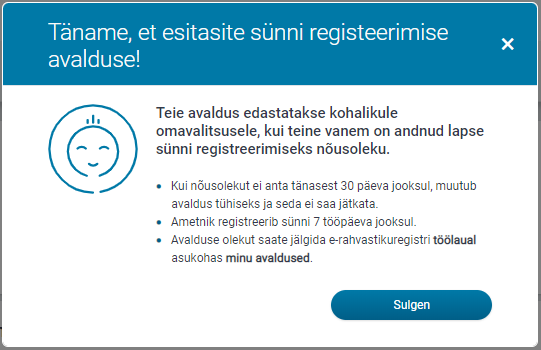 Täname, et esitasite sünni registeerimise
avalduse!
Teie avaldus edastatakse kohalikule
omavalitsusele, kui teine vanem on andnud lapse
sünni registreerimiseks nõusoleku.
Kui nõusolekut ei anta tänasest 30 päeva jooksul, muutub
avaldus tühiseks ja seda ei saa jätkata.
Ametnik registreerib sünni 7 tööpäeva jooksul.
Avalduse olekut saate jälgida e-rahvastikuregistri töölaual
asukohas minu avaldused.
Sulgen